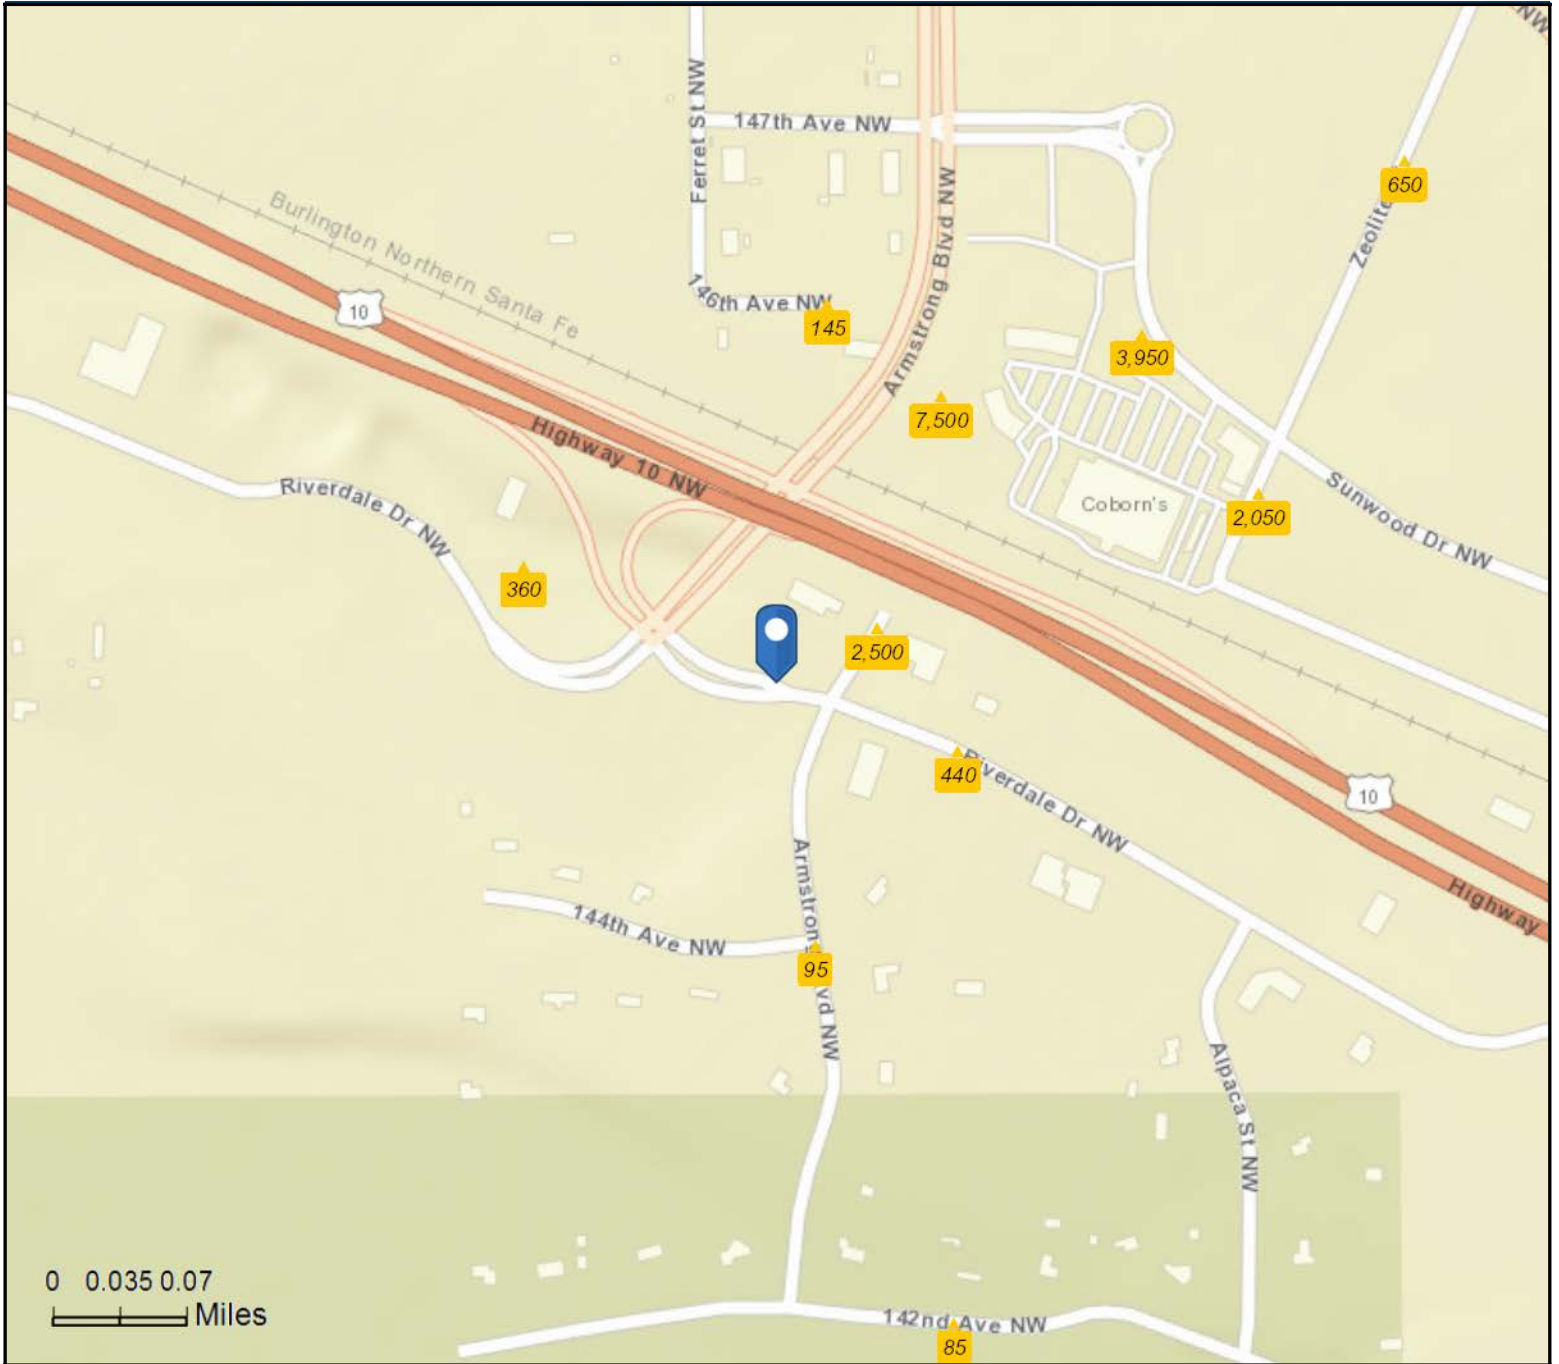 NW
Ferret St NW
147th Ave NW
650
Zeolite
Burlington Northern Santa Fe
Armstrong Blvd NW
10
146th Ave NW
145
3,950
7,500
Highway 10 NW
Riverdale Dr NW
Coborn's
Sunwood Dr NW
2,050
360
2,500
440
Riverdale Dr NW
10
Armstron
vd NW
Highway
144th Ave NW
95
Alpaca St NW
0 0.035 0.07
Miles
142nd Ave NW
85